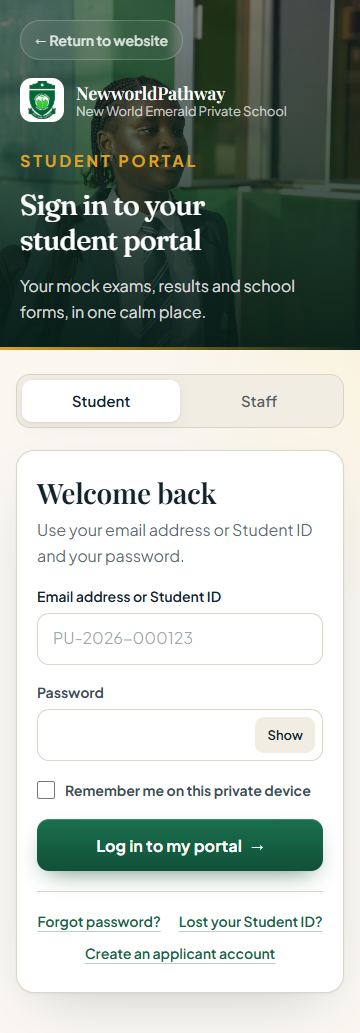 ← Return to website
NewworldPathway
New World Emerald Private School
STUDENT PORTAL
Sign in to your
student portal
Your mock exams, results and school
forms, in one calm place.
Student
Staff
Welcome back
Use your email address or Student ID
and your password.
Email address or Student ID
PU-2026-000123
Password
Show
Remember me on this private device
Log in to my portal →
Forgot password?
Lost your Student ID?
Create an applicant account